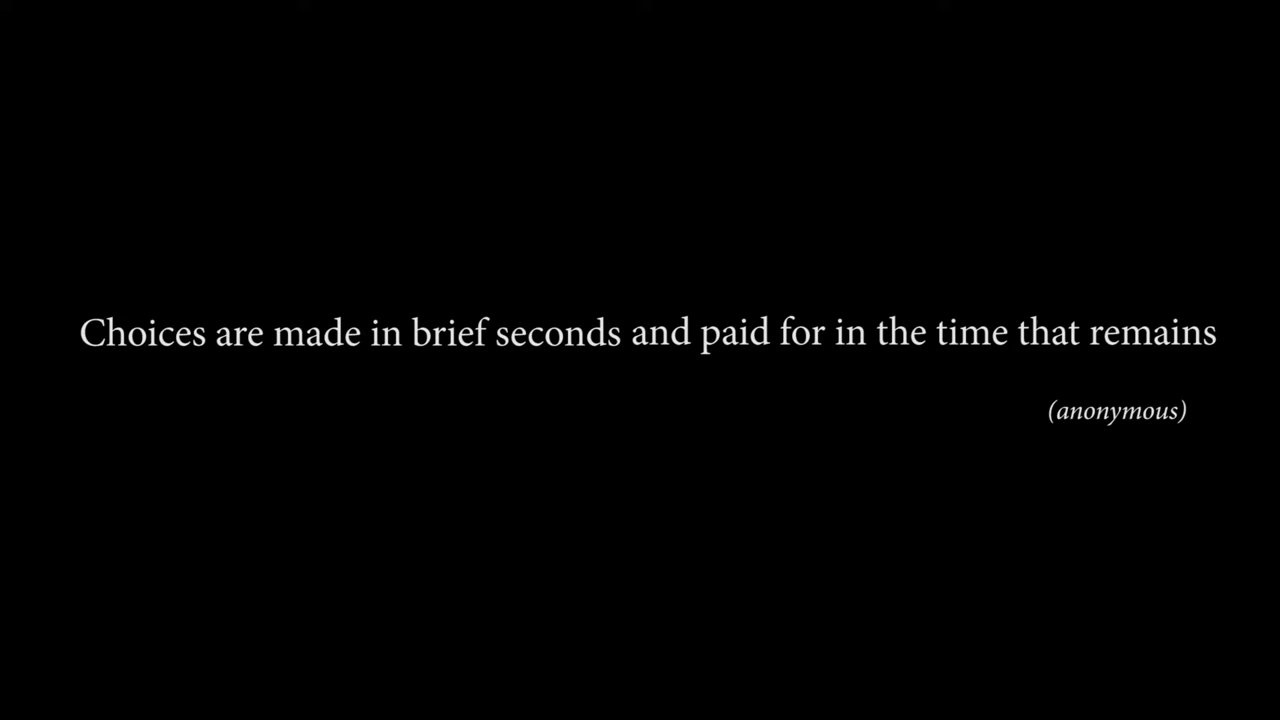 Choices are made in brief seconds and paid for in the time that remains
(anonymous)